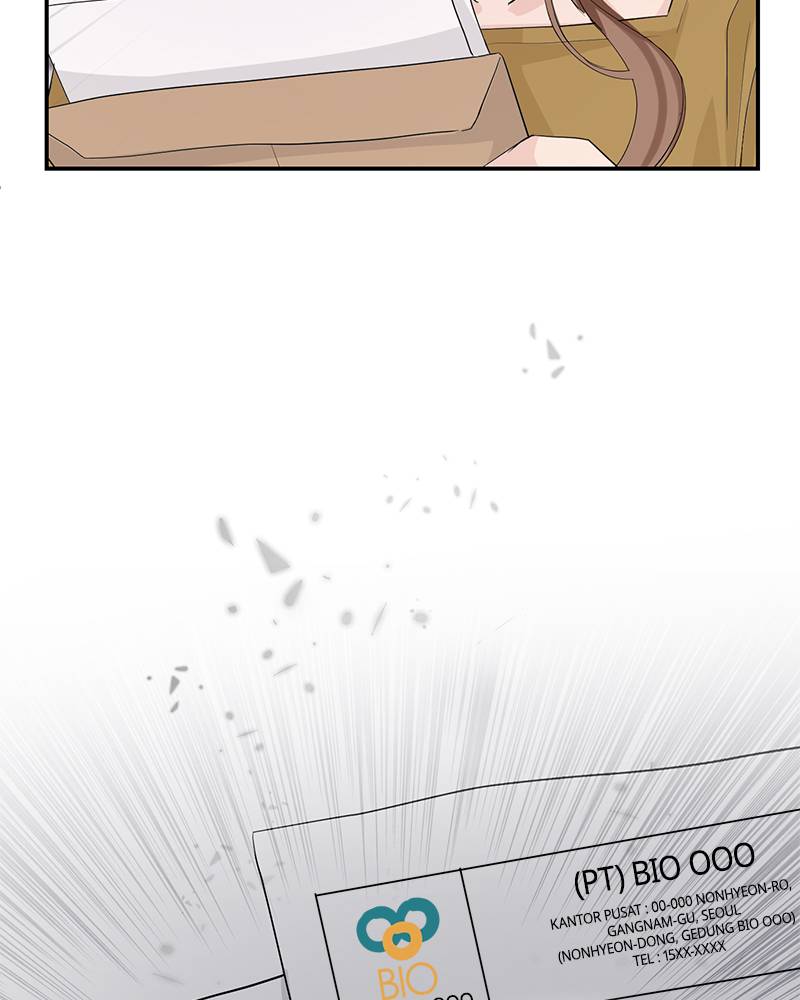 (PT) BIO OOO
KANTOR PUSAT : 00-000 NONHYEON-RO,
GANGNAM-GU, SEOUL
(NONHYEON-DONG, GEDUNG BIO OOO)
TEL : 15XX-XXXX
BIO